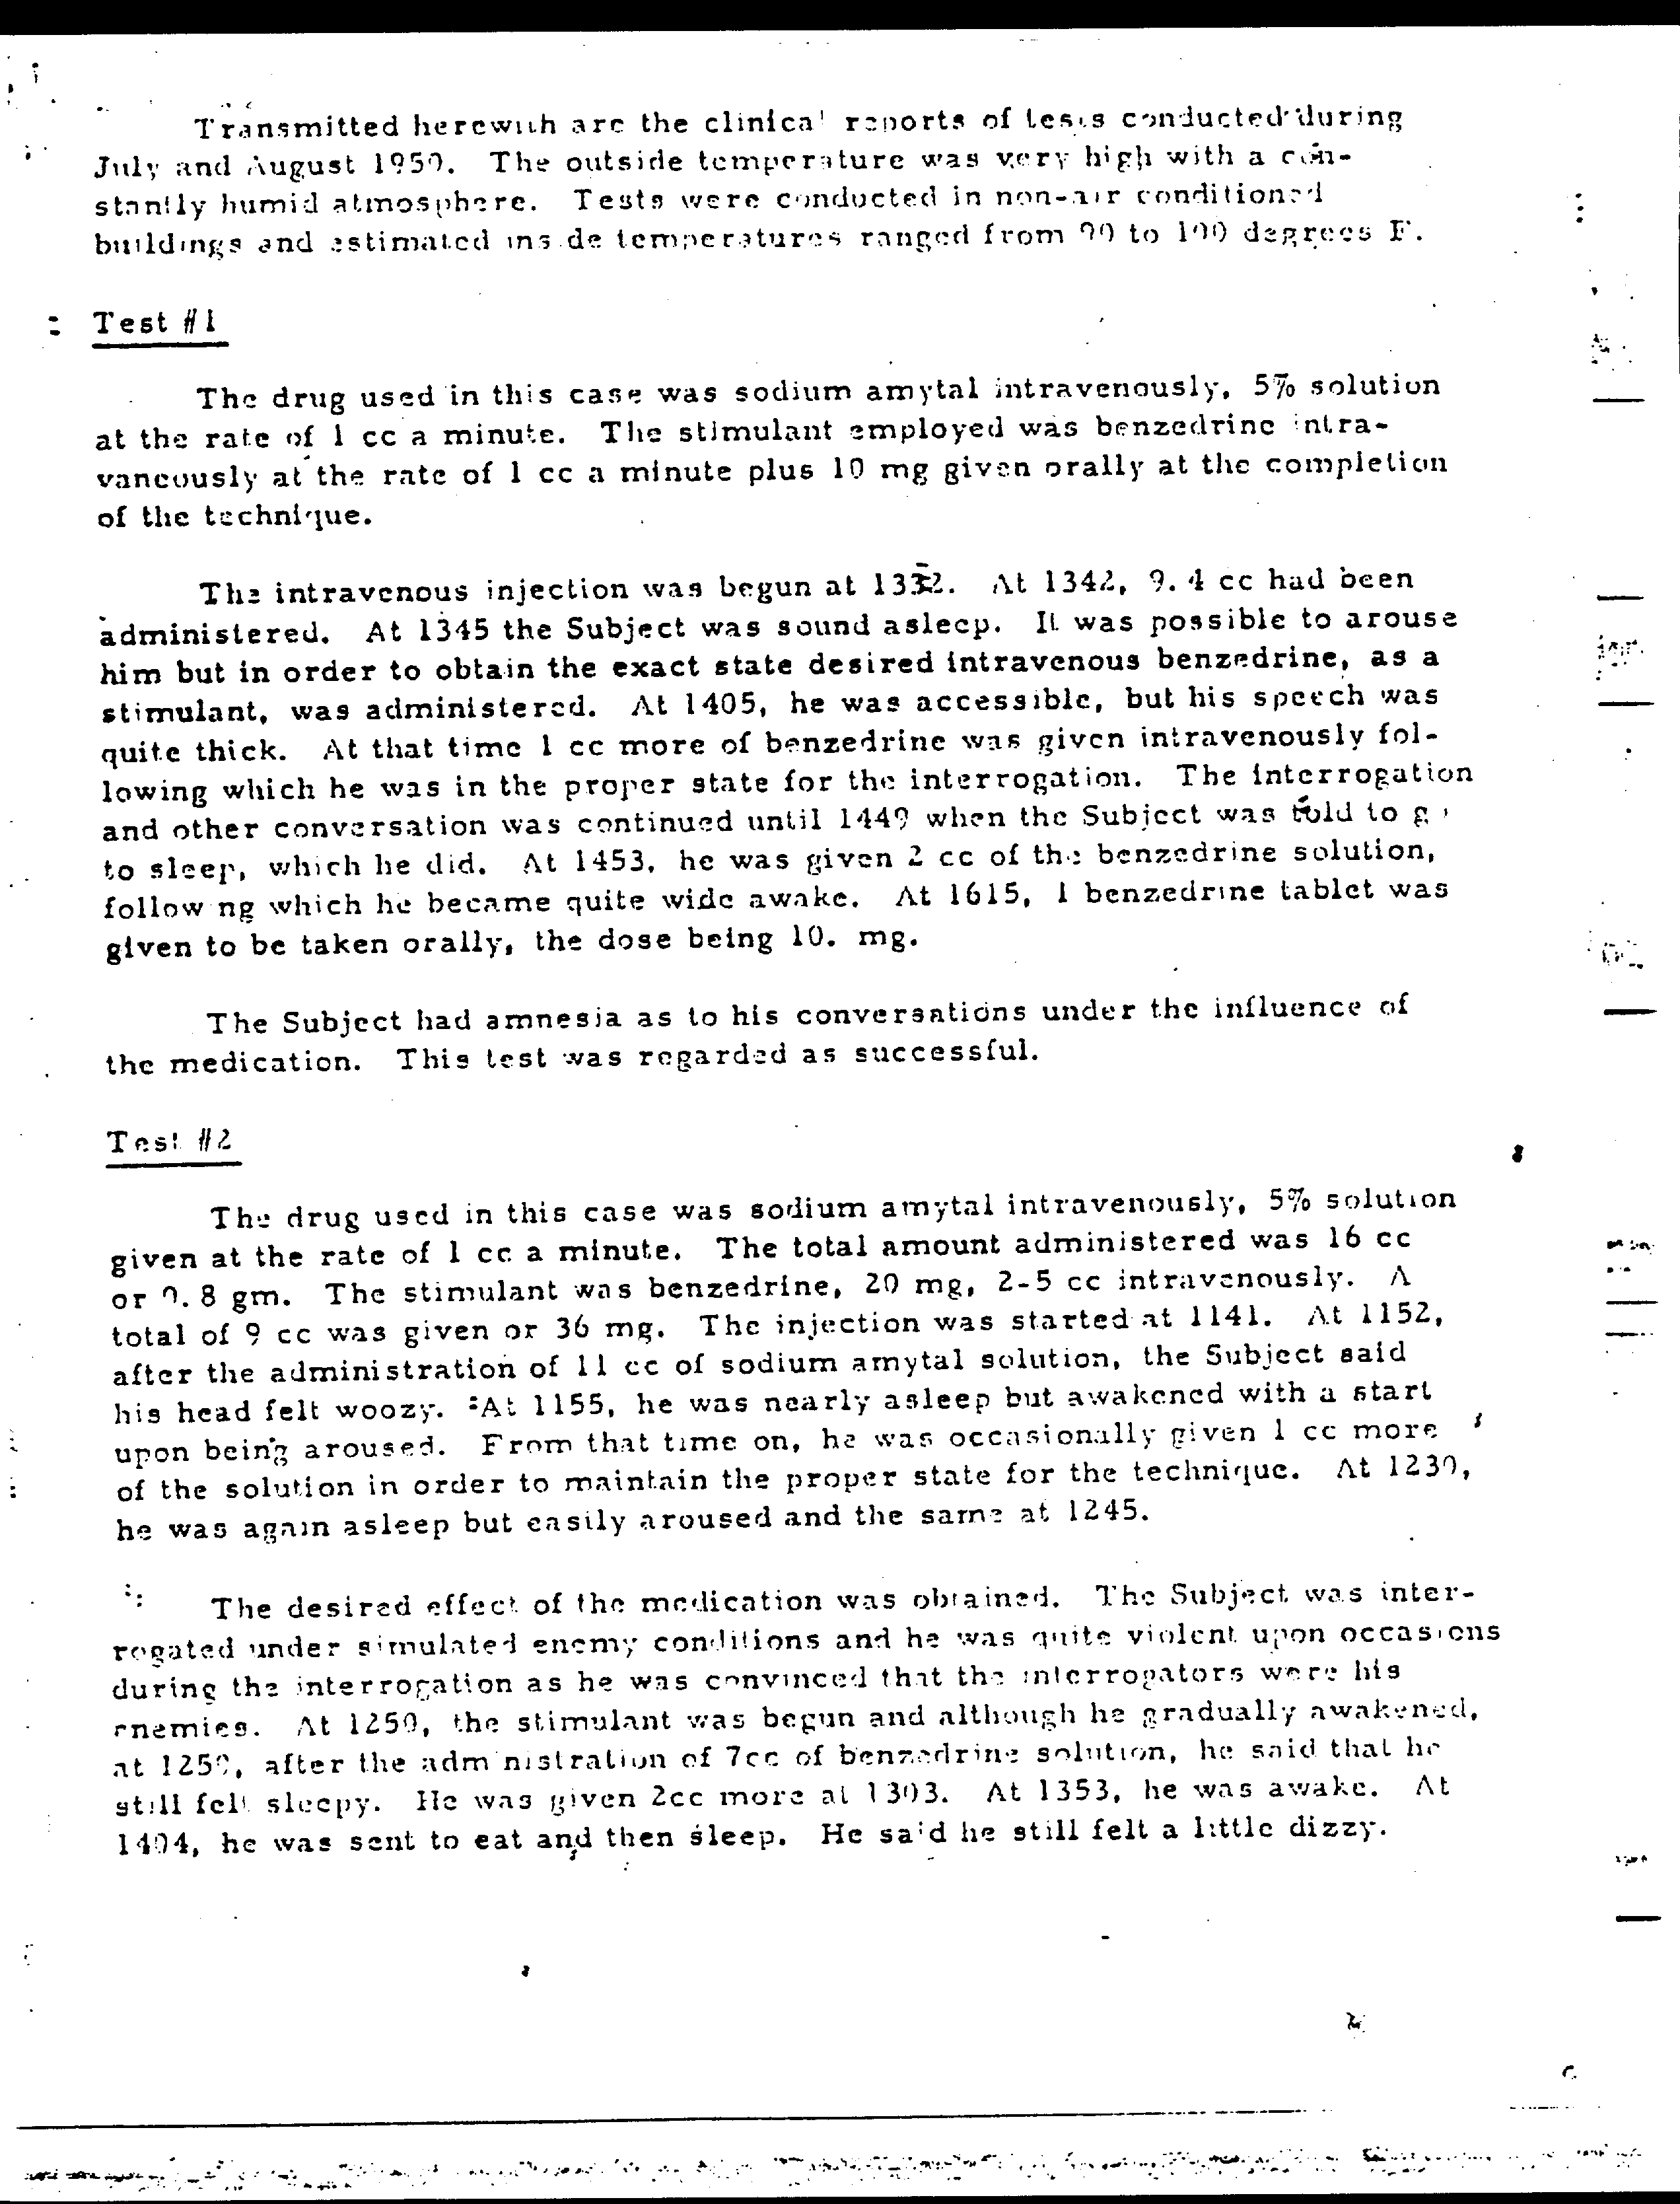 Transmitted herewith are the clinical reports of tests conducted during
July and August 1950. The outside temperature was very high with a con-
stantly humid atmosphere. Tests were conducted in non-air conditioned
buildings and estimated inside temperatures ranged from 90 to 100 degrees F.
Test #1
The drug used in this case was sodium amytal intravenously, 5% solution
at the rate of 1 cc a minute. The stimulant employed was benzedrine intra-
vaneously at the rate of 1 cc a minute plus 10 mg given orally at the completion
of the technique.
The intravenous injection was begun at 1332. At 1342, 9.4 cc had been
administered. At 1345 the Subject was sound asleep. It was possible to arouse
him but in order to obtain the exact state desired intravenous benzedrine, as a
stimulant, was administered. At 1405, he was accessible, but his speech was
quite thick. At that time 1 cc more of benzedrine was given intravenously fol-
lowing which he was in the proper state for the interrogation. The interrogation
and other conversation was continued until 1449 when the Subject was told to go
to sleep, which he did. At 1453, he was given 2 cc of the benzedrine solution,
following which he became quite wide awake. At 1615, 1 benzedrine tablet was
given to be taken orally, the dose being 10. mg.
The Subject had amnesia as to his conversations under the influence of
the medication. This test was regarded as successful.
Test #2
The drug used in this case was sodium amytal intravenously, 5% solution
given at the rate of 1 cc a minute. The total amount administered was 16 cc
or 0.8 gm. The stimulant was benzedrine, 20 mg, 2-5 cc intravenously. A
total of 9 cc was given or 36 mg. The injection was started at 1141. At 1152,
after the administration of 11 cc of sodium amytal solution, the Subject said
his head felt woozy. At 1155, he was nearly asleep but awakened with a start
upon being aroused. From that time on, he was occasionally given 1 cc more
of the solution in order to maintain the proper state for the technique. At 1230,
he was again asleep but easily aroused and the same at 1245.
The desired effect of the medication was obtained. The Subject was inter-
rogated under simulated enemy conditions and he was quite violent upon occasions
during the interrogation as he was convinced that the interrogators were his
enemies. At 1250, the stimulant was begun and although he gradually awakened,
at 1259, after the administration of 7cc of benzedrine solution, he said that he
still felt sleepy. He was given 2cc more at 1303. At 1353, he was awake. At
1404, he was sent to eat and then sleep. He said he still felt a little dizzy.